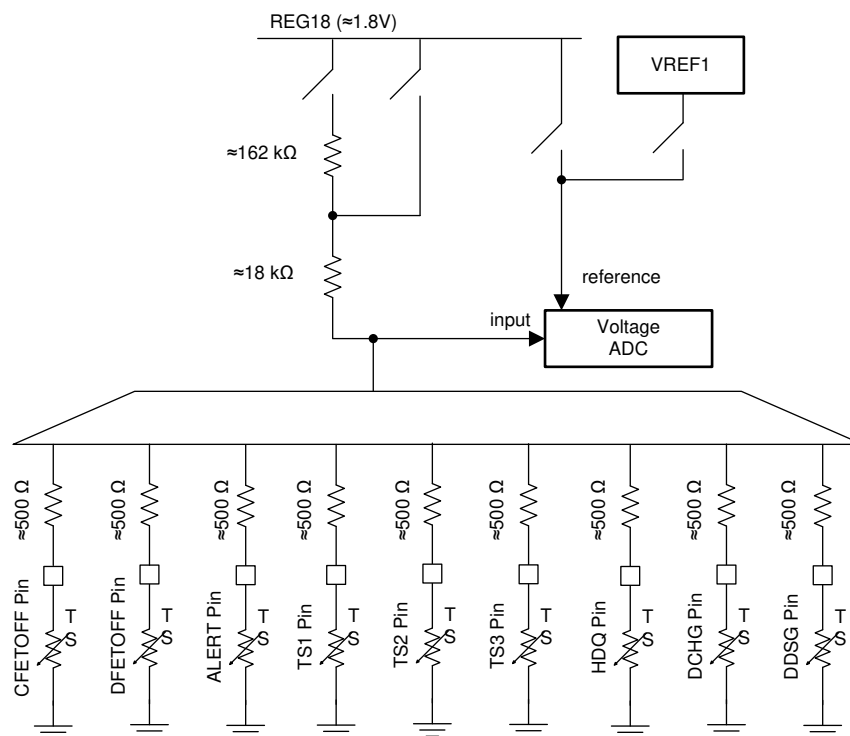 REG18 (≈1.8V)
VREF1
≈162 kΩ
≈18 kΩ
reference
input
Voltage
ADC
≈500 Ω
≈500 Ω
≈500 Ω
≈500 Ω
≈500 Ω
≈500 Ω
≈500 Ω
≈500 Ω
≈500 Ω
CFETOFF Pin
T
S
DFETOFF Pin
T
S
ALERT Pin
T
S
TS1 Pin
T
S
TS2 Pin
T
S
TS3 Pin
T
S
HDQ Pin
T
S
DCHG Pin
T
S
DDSG Pin
T
S